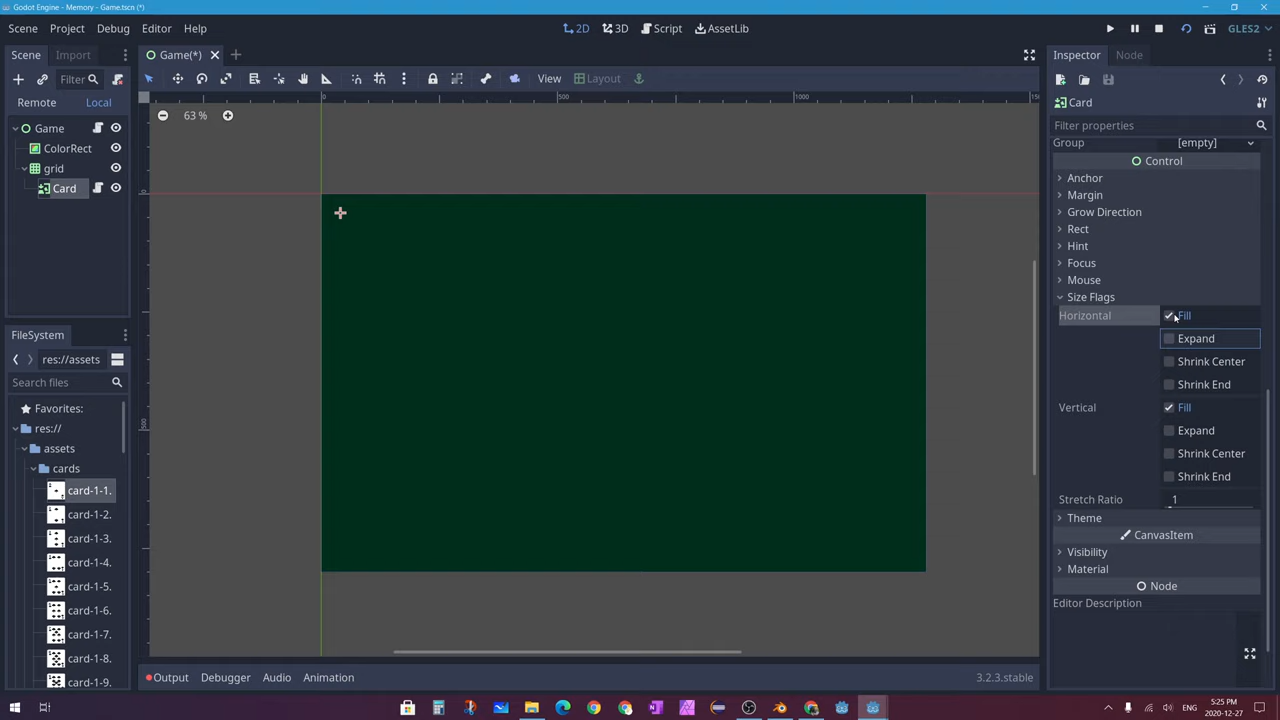 Godot Engine - Memory - Game.tscn (*)
Scene Project Debug Editor Help
2D 3D Script AssetLib
GLES2
Scene Import
Game(*)
Inspector Node
Filter
View Layout
Remote Local
Card
63 %
0 500 1000
Filter properties
Game
ColorRect
grid
Card
Group [empty]
Control
Anchor
Margin
Grow Direction
Rect
Hint
Focus
Mouse
Size Flags
Horizontal Fill
Expand
Shrink Center
Shrink End
Vertical Fill
Expand
Shrink Center
Shrink End
Stretch Ratio 1
Theme
CanvasItem
Visibility
Material
Node
Editor Description
0
500
FileSystem
res://assets
Search files
Favorites:
res://
assets
cards
card-1-1.
card-1-2.
card-1-3.
card-1-4.
card-1-5.
card-1-6.
card-1-7.
card-1-8.
card-1-9.
Output Debugger Audio Animation
3.2.3.stable
ENG
5:25 PM
2020-12-27